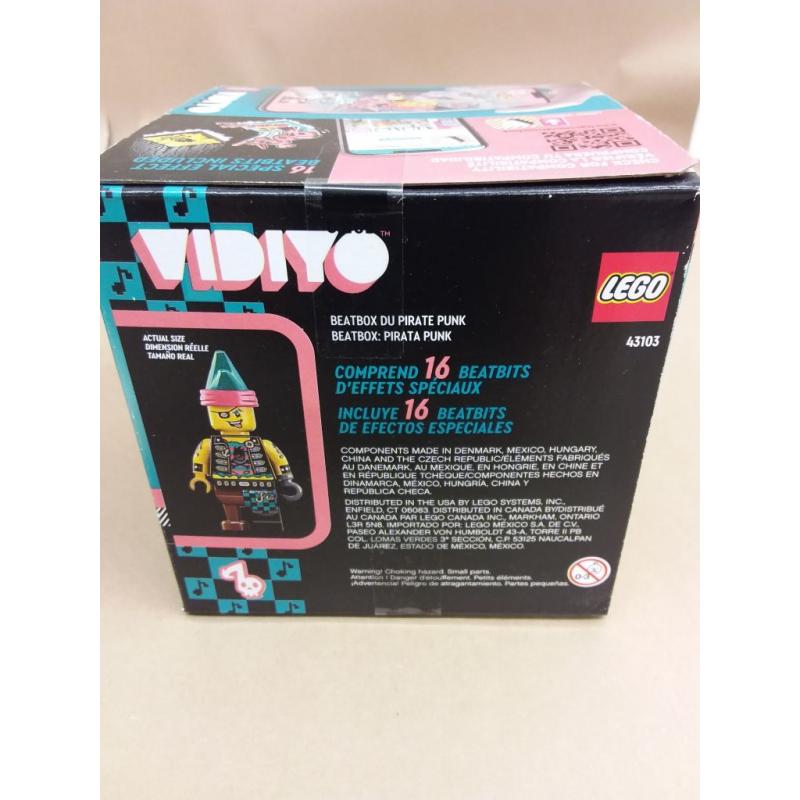 16 SPECIAL EFFECT
BEATBITS INCLUDED
CHECK FOR COMPATIBILITY
VIDIYO™
LEGO
43103
ACTUAL SIZE
DIMENSION RÉELLE
TAMAÑO REAL
BEATBOX DU PIRATE PUNK
BEATBOX: PIRATA PUNK
COMPREND 16 BEATBITS
D'EFFETS SPÉCIAUX
INCLUYE 16 BEATBITS
DE EFECTOS ESPECIALES
COMPONENTS MADE IN DENMARK, MEXICO, HUNGARY,
CHINA AND THE CZECH REPUBLIC/ÉLÉMENTS FABRIQUÉS
AU DANEMARK, AU MEXIQUE, EN HONGRIE, EN CHINE ET EN
EN RÉPUBLIQUE TCHÈQUE/COMPONENTES HECHOS EN
DINAMARCA, MÉXICO, HUNGRÍA, CHINA Y
REPÚBLICA CHECA.
DISTRIBUTED IN THE USA BY LEGO SYSTEMS, INC.,
ENFIELD, CT 06083. DISTRIBUTED IN CANADA BY/DISTRIBUÉ
AU CANADA PAR LEGO CANADA INC., MARKHAM, ONTARIO
L3R 5N8. IMPORTADO POR: LEGO MÉXICO S.A. DE C.V.,
PASEO ALEXANDER VON HUMBOLDT 43-A, TORRE II PB
COL. LOMAS VERDES 3ª SECCIÓN, C.P. 53125 NAUCALPAN
DE JUÁREZ, ESTADO DE MÉXICO, MÉXICO.
Warning! Choking hazard. Small parts.
Attention ! Danger d'étouffement. Petits éléments.
¡Advertencia! Peligro de atragantamiento. Partes pequeñas.
0-3